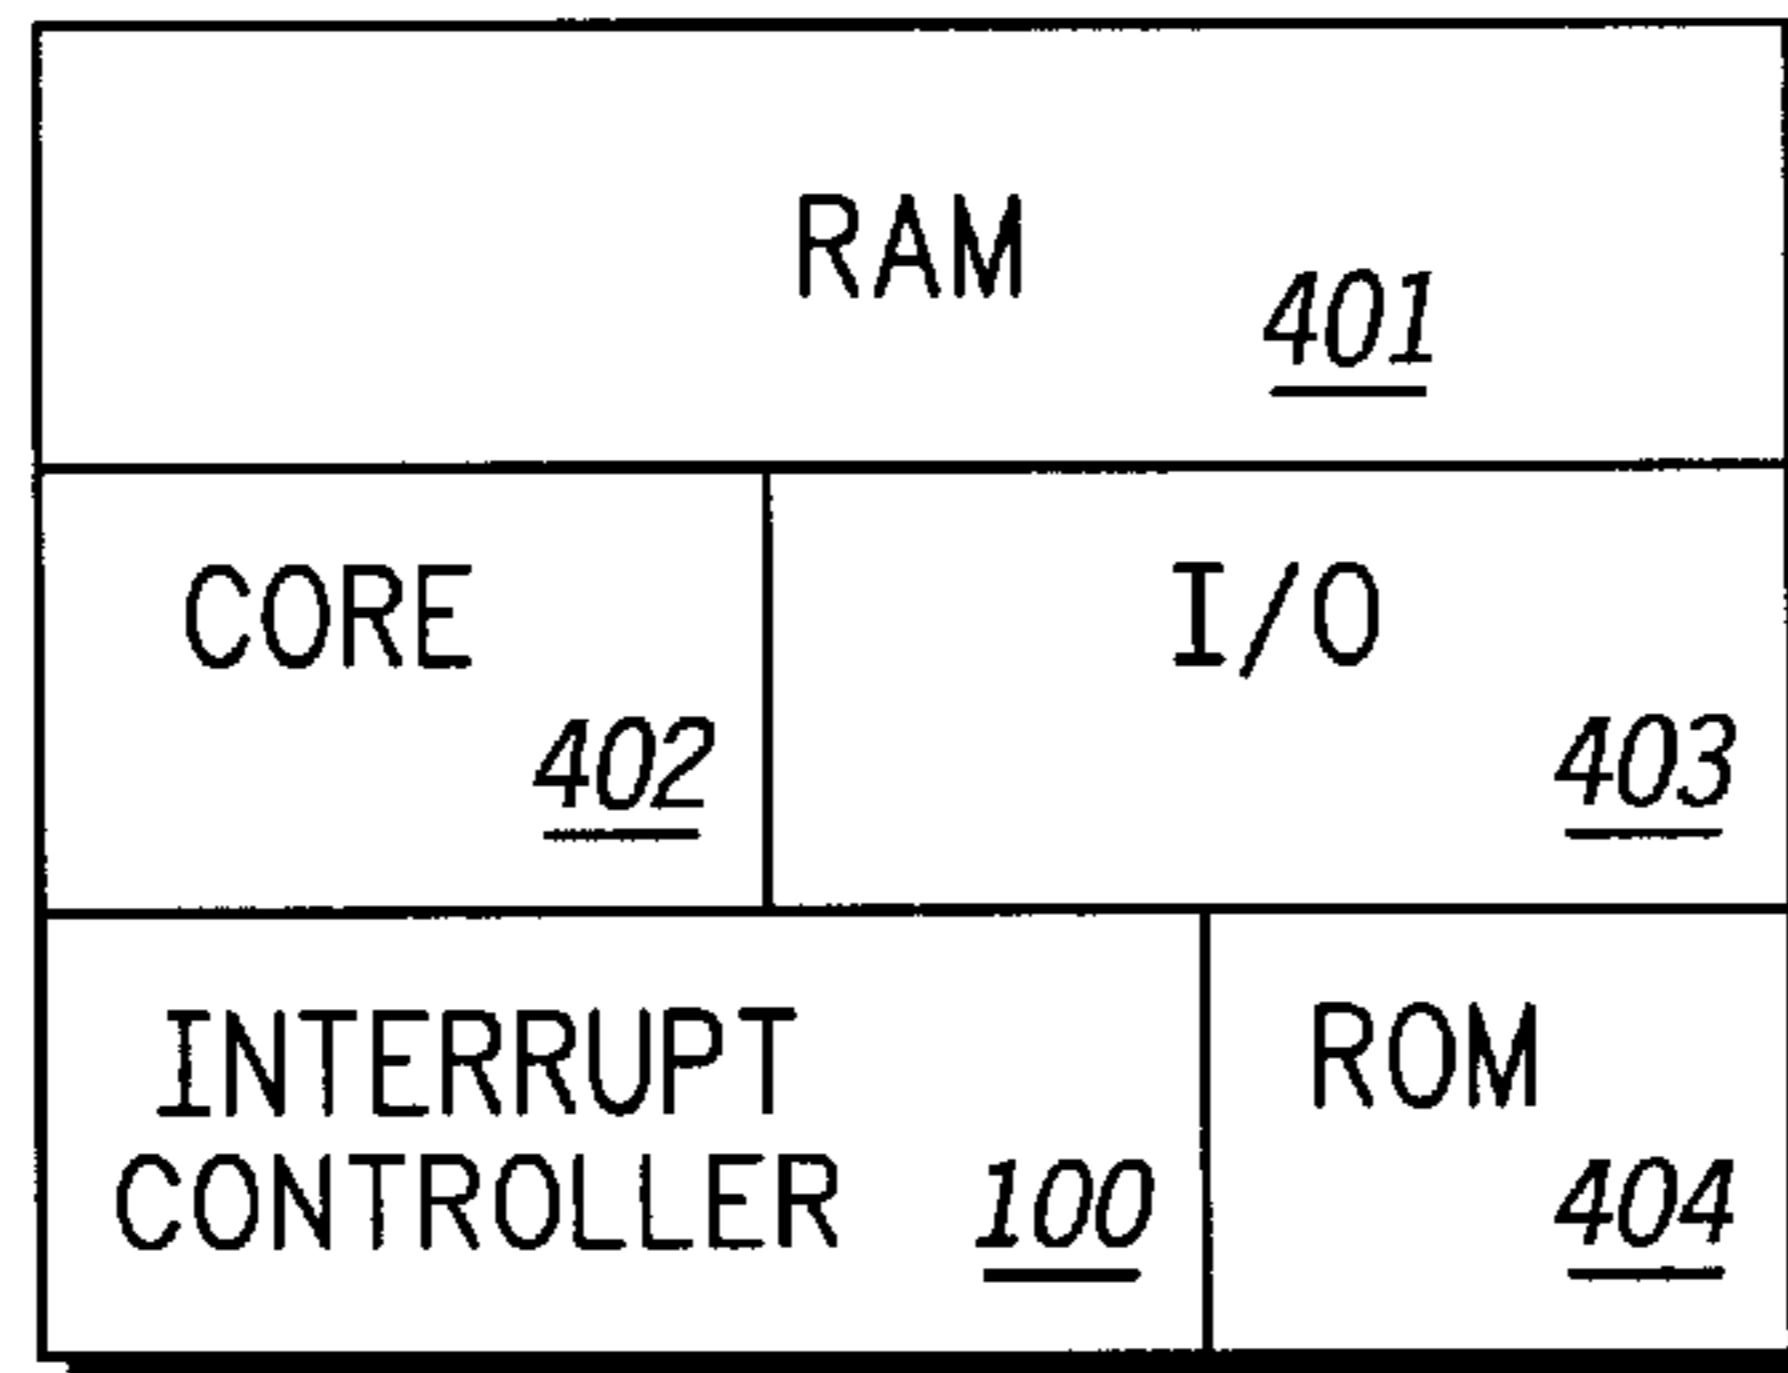 RAM
401
CORE
402
I/O
403
INTERRUPT
CONTROLLER 100
ROM
404